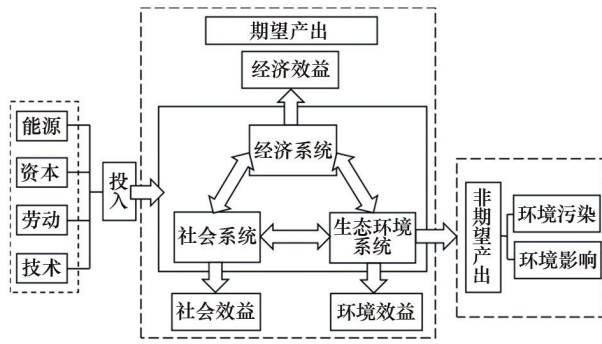 期望产出
经济效益
能源
资本
劳动
技术
投入
经济系统
社会系统
生态环境
系统
社会效益
环境效益
非期望产出
环境污染
环境影响